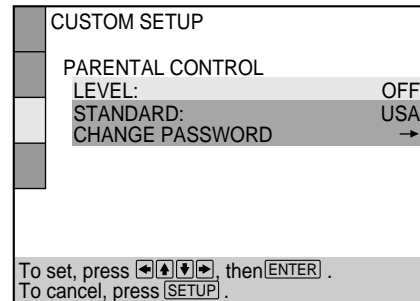 CUSTOM SETUP
PARENTAL CONTROL
LEVEL: OFF
STANDARD: USA
CHANGE PASSWORD →
To set, press ←↑↓→, then ENTER .
To cancel, press SETUP .